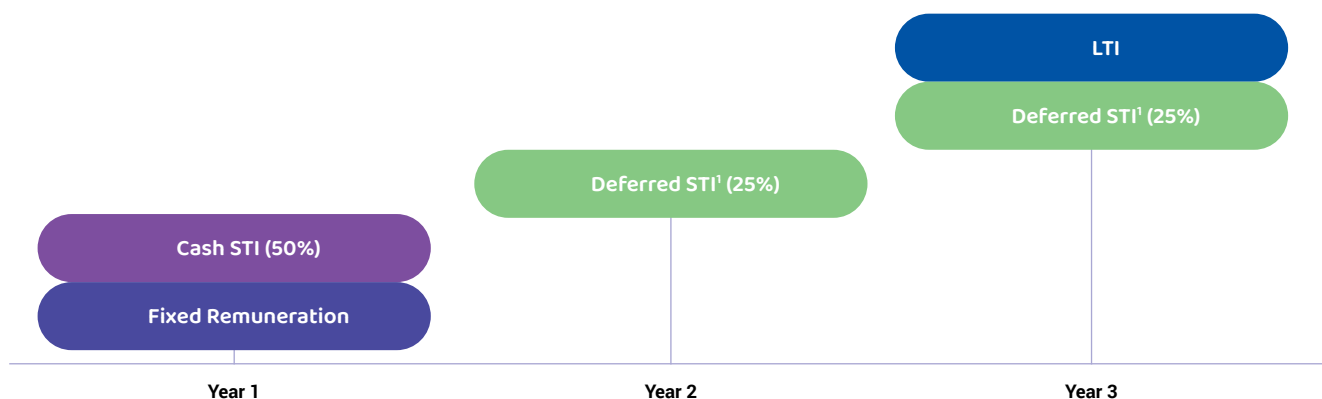 LTI
Deferred STI¹ (25%)
Deferred STI¹ (25%)
Cash STI (50%)
Fixed Remuneration
Year 1
Year 2
Year 3